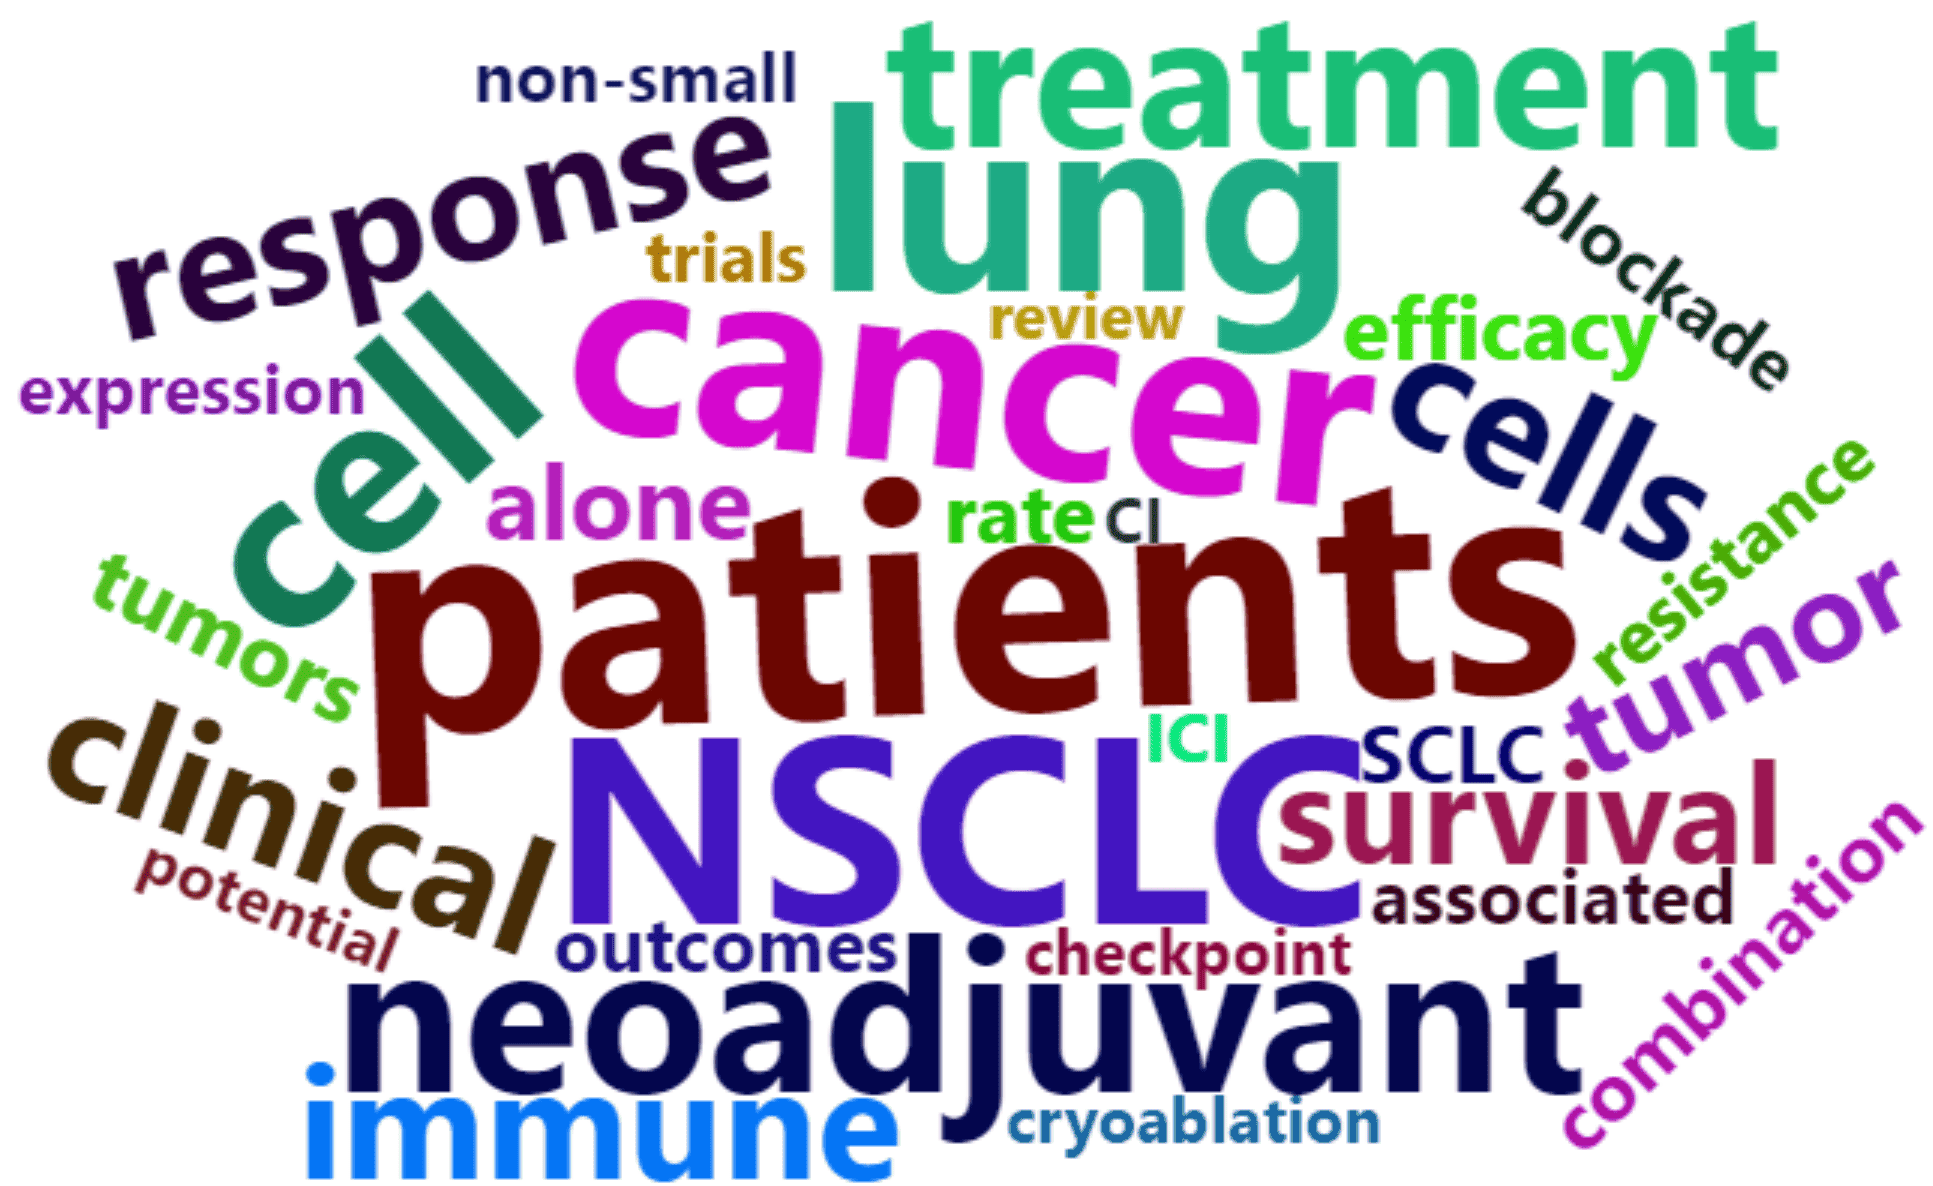 treatment
non-small
lung
response
blockade
trials
review
efficacy
cancer
cell
expression
cells
alone
rate
CI
patients
resistance
tumors
tumor
clinical
ICI
SCLC
NSCLC
survival
potential
associated
combination
outcomes
checkpoint
neoadjuvant
immune
cryoablation